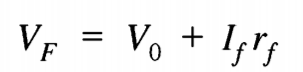 V_F = V_0 + I_f r_f